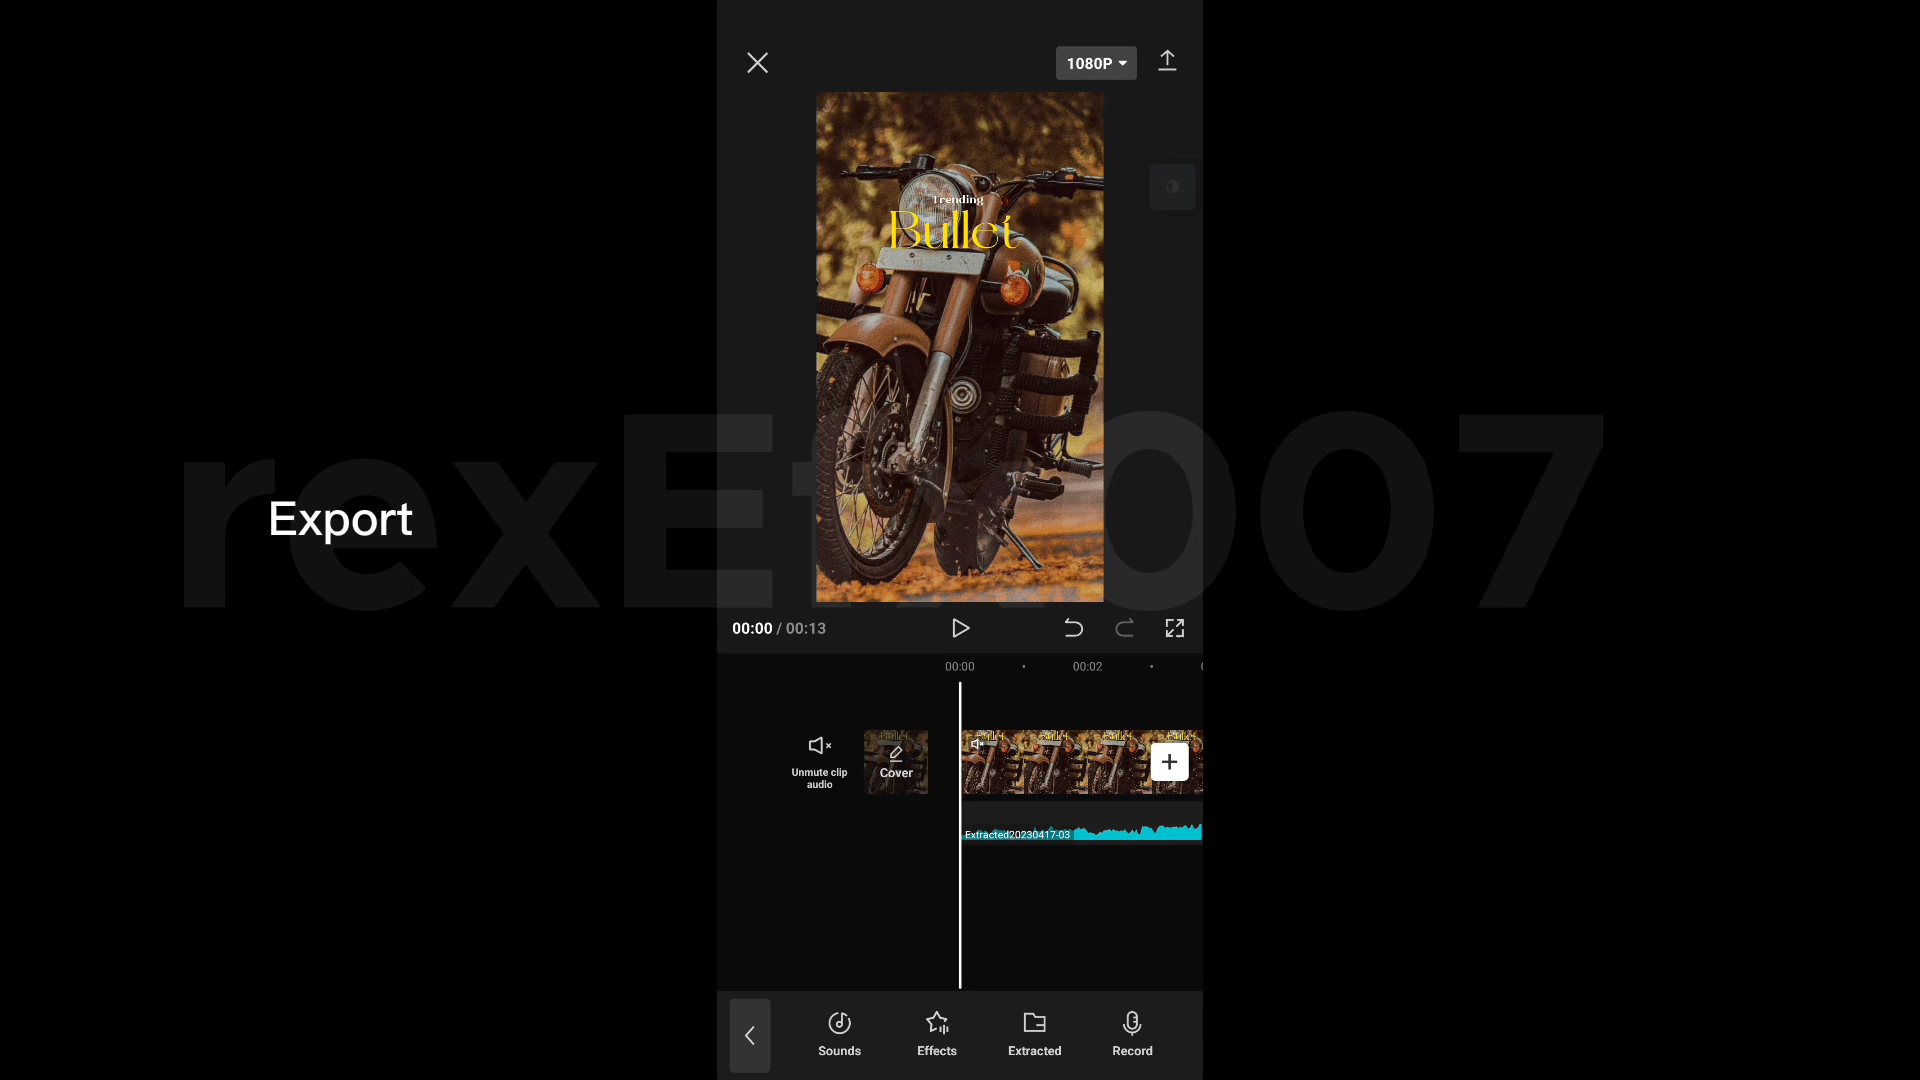 1080P
Trending
Bullet
rexEfx007
Export
00:00 / 00:13
00:00
00:02
Unmute clip
audio
Cover
Extracted20230417-03
Sounds
Effects
Extracted
Record